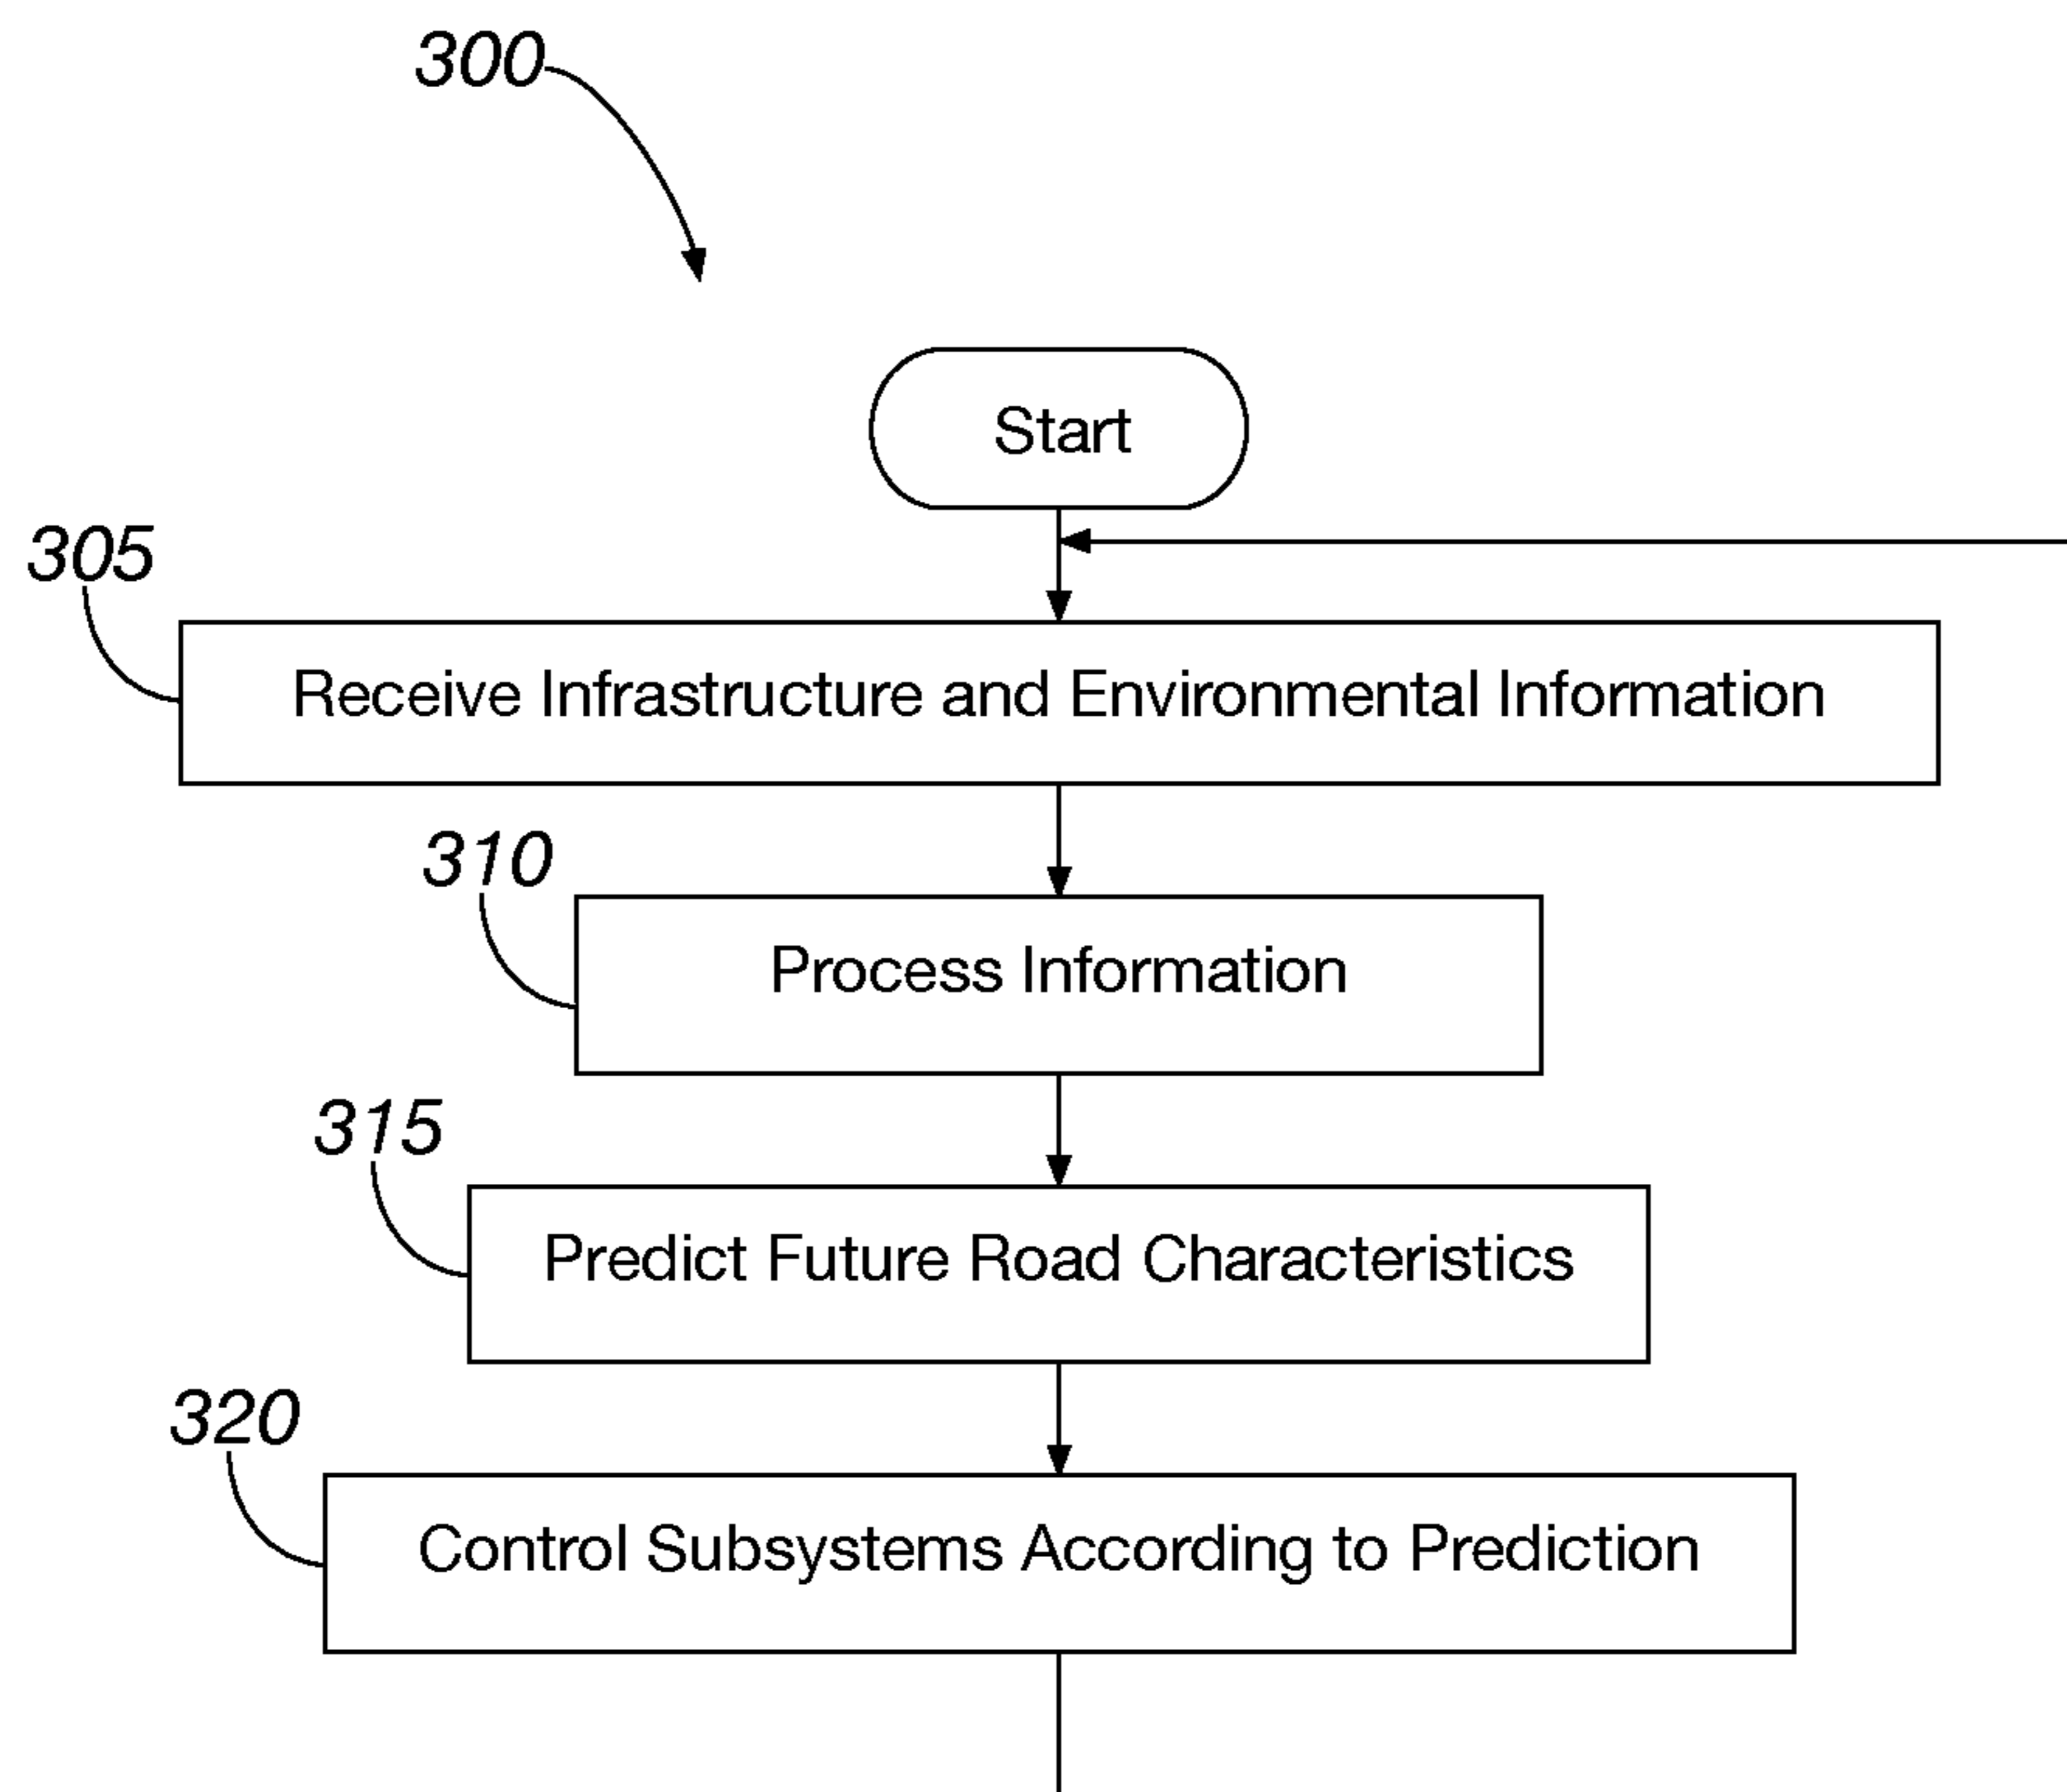 300
Start
305
Receive Infrastructure and Environmental Information
310
Process Information
315
Predict Future Road Characteristics
320
Control Subsystems According to Prediction